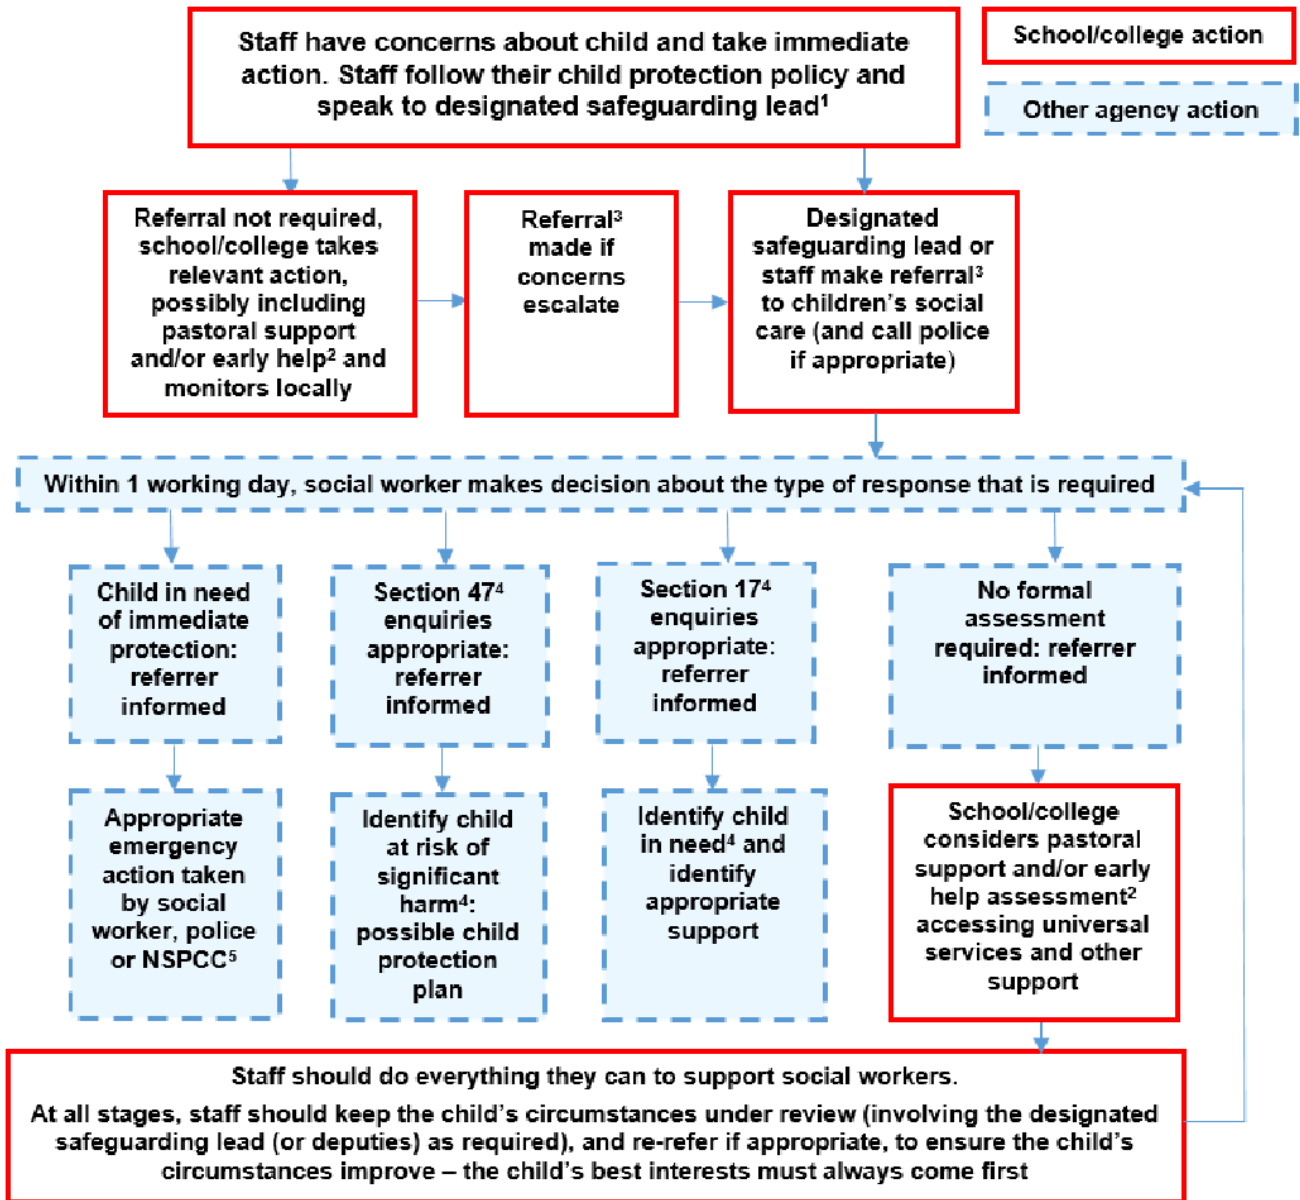 Staff have concerns about child and take immediate
action. Staff follow their child protection policy and
speak to designated safeguarding lead¹
School/college action
Other agency action
Referral not required,
school/college takes
relevant action,
possibly including
pastoral support
and/or early help² and
monitors locally
Referral³
made if
concerns
escalate
Designated
safeguarding lead or
staff make referral³
to children’s social
care (and call police
if appropriate)
Within 1 working day, social worker makes decision about the type of response that is required
Child in need
of immediate
protection:
referrer
informed
Section 47⁴
enquiries
appropriate:
referrer
informed
Section 17⁴
enquiries
appropriate:
referrer
informed
No formal
assessment
required: referrer
informed
Appropriate
emergency
action taken
by social
worker, police
or NSPCC⁵
Identify child
at risk of
significant
harm⁴:
possible child
protection
plan
Identify child
in need⁴ and
identify
appropriate
support
School/college
considers pastoral
support and/or early
help assessment²
accessing universal
services and other
support
Staff should do everything they can to support social workers.
At all stages, staff should keep the child’s circumstances under review (involving the designated
safeguarding lead (or deputies) as required), and re-refer if appropriate, to ensure the child’s
circumstances improve – the child’s best interests must always come first